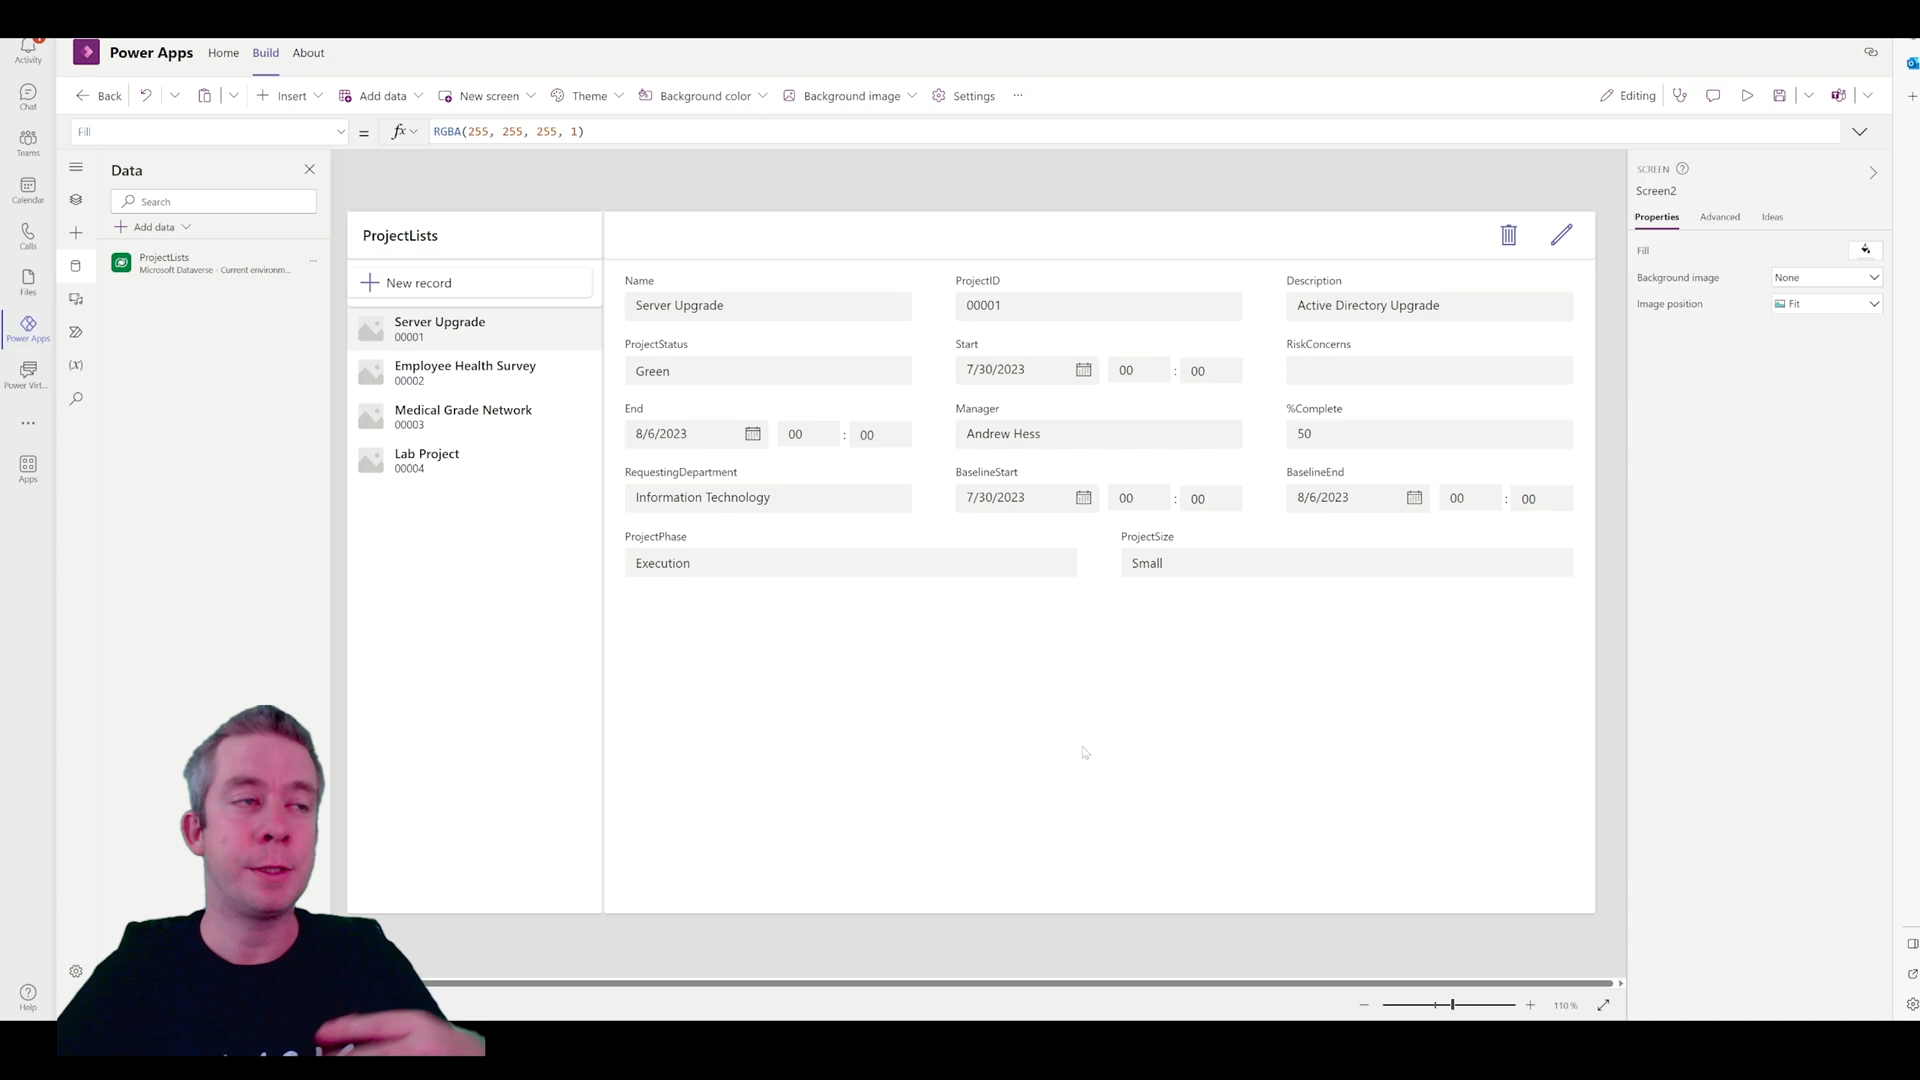 Power Apps Home Build About
Activity
Back Insert Add data New screen Theme Background color Background image Settings ... Editing
Chat
Fill = fx RGBA(255, 255, 255, 1)
Teams
Data
Calendar
Search
Add data
Calls
ProjectLists
Microsoft Dataverse - Current environm...
...
Files
Power Apps
Power Virt...
(x)
...
Apps
Help
ProjectLists
New record
Server Upgrade
00001
Employee Health Survey
00002
Medical Grade Network
00003
Lab Project
00004
Name ProjectID Description
Server Upgrade 00001 Active Directory Upgrade
ProjectStatus Start RiskConcerns
Green 7/30/2023 00 : 00
End Manager %Complete
8/6/2023 00 : 00 Andrew Hess 50
RequestingDepartment BaselineStart BaselineEnd
Information Technology 7/30/2023 00 : 00 8/6/2023 00 : 00
ProjectPhase ProjectSize
Execution Small
SCREEN
Screen2
Properties Advanced Ideas
Fill
Background image None
Image position Fit
110 %